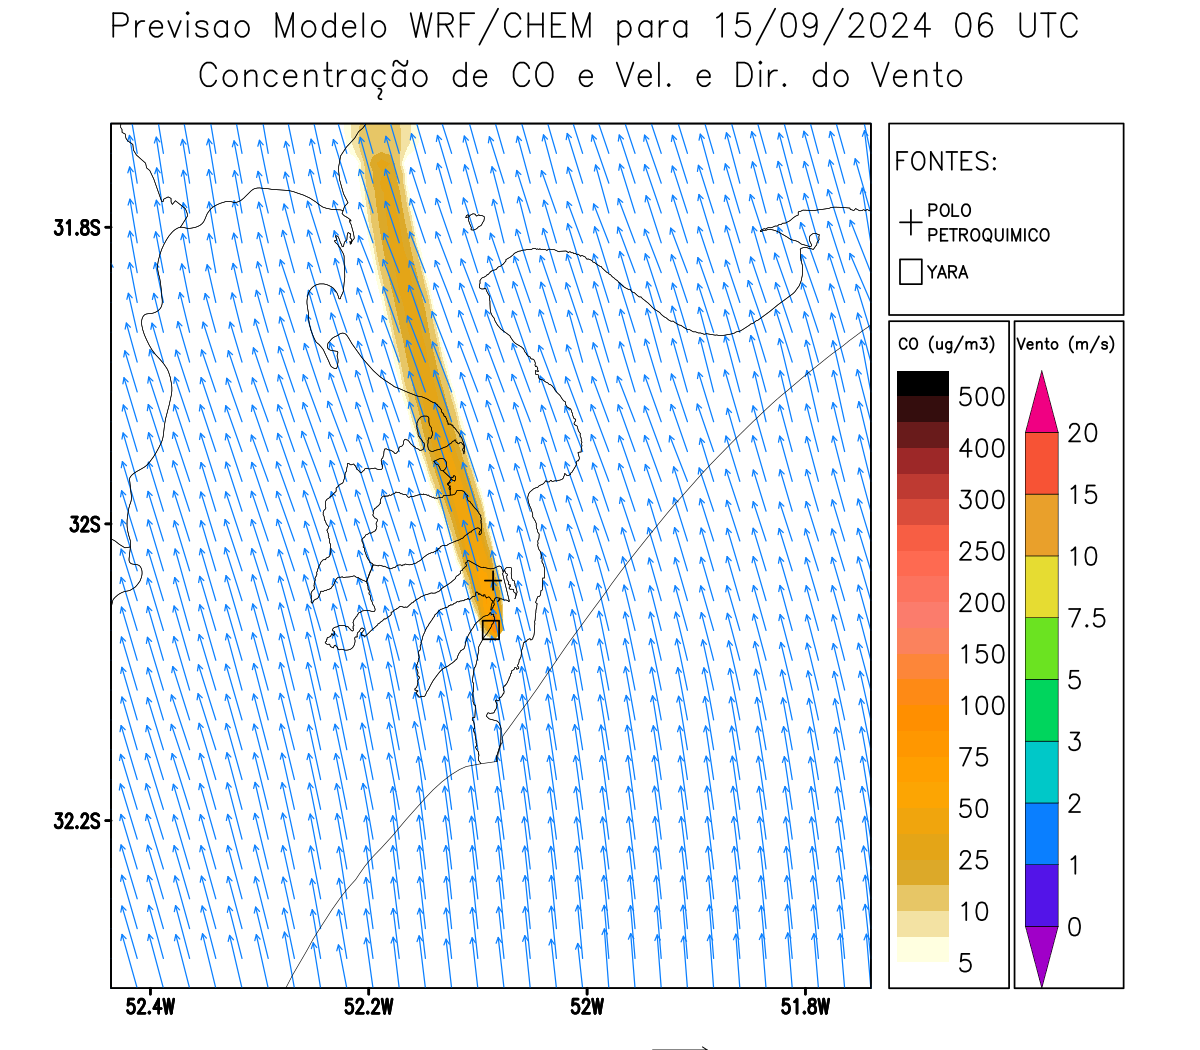 Previsao Modelo WRF/CHEM para 15/09/2024 06 UTC
Concentração de CO e Vel. e Dir. do Vento
FONTES:
POLO
PETROQUIMICO
YARA
CO (ug/m3)
500
400
300
250
200
150
100
75
50
25
10
5
Vento (m/s)
20
15
10
7.5
5
3
2
1
0
31.8S
32S
32.2S
52.4W
52.2W
52W
51.8W